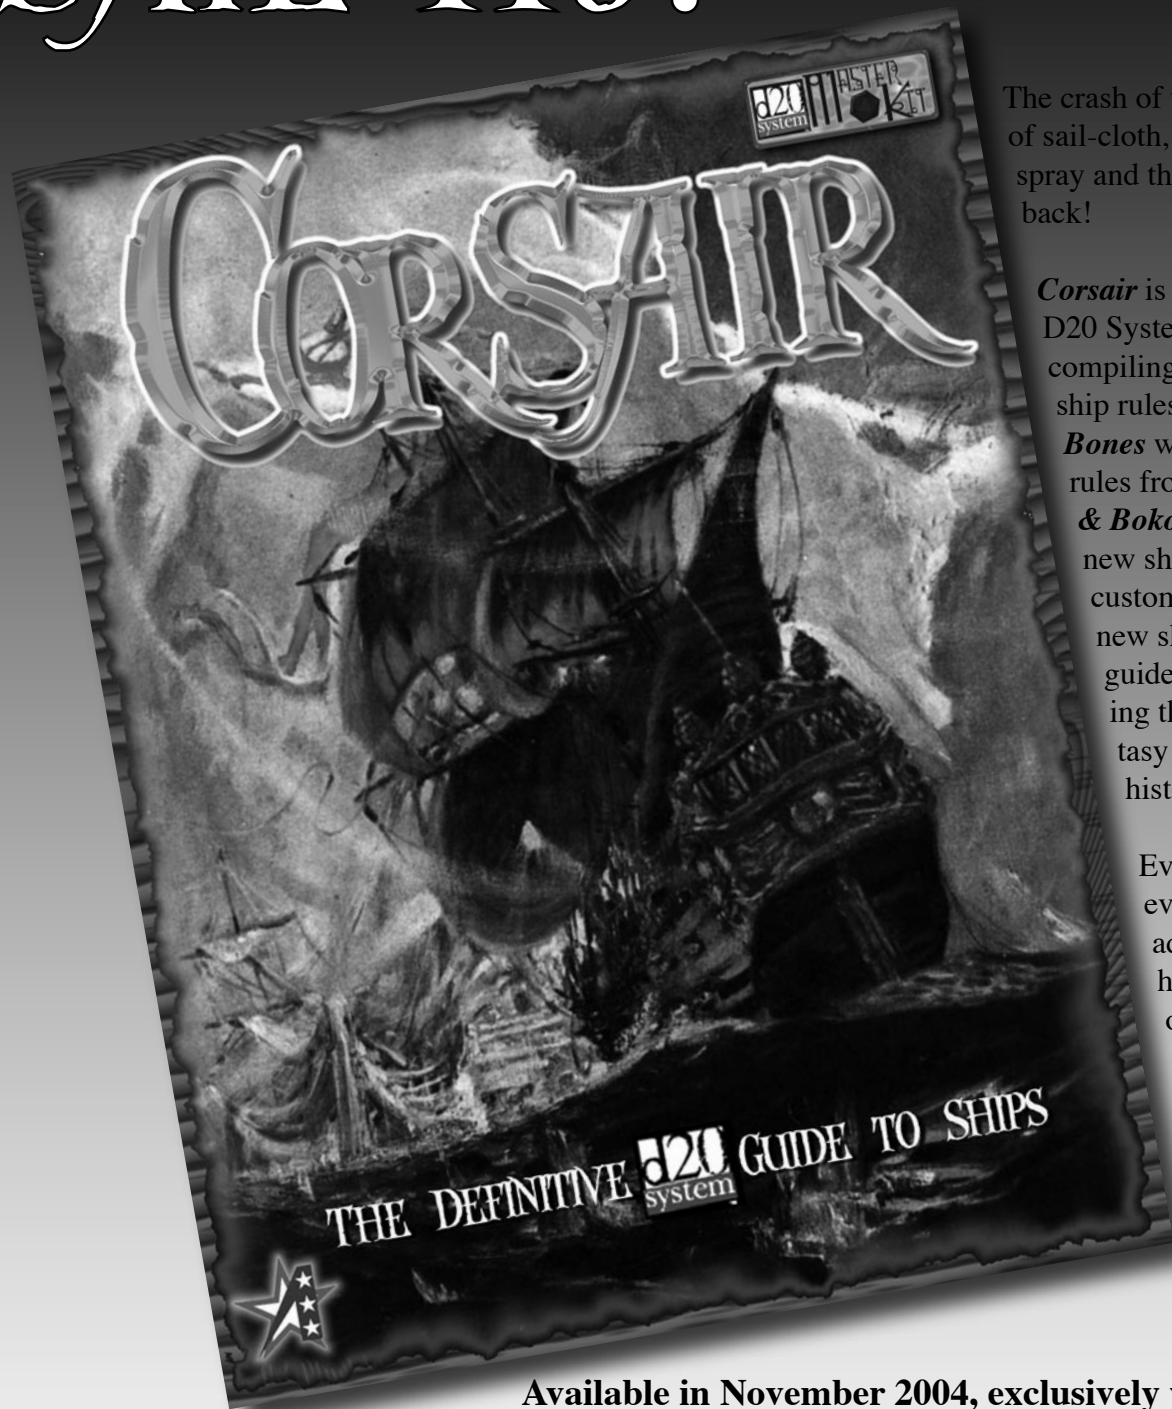 d20
system
MASTER
KIT
CORSAIR
THE DEFINITIVE d20 system GUIDE TO SHIPS
The crash of
of sail-cloth,
spray and th
back!
Corsair is
D20 Syste
compiling
ship rules
Bones w
rules fro
& Boko
new sh
custom
new sh
guide
ing th
tasy
hist
Ev
ev
ac
h
Available in November 2004, exclusively